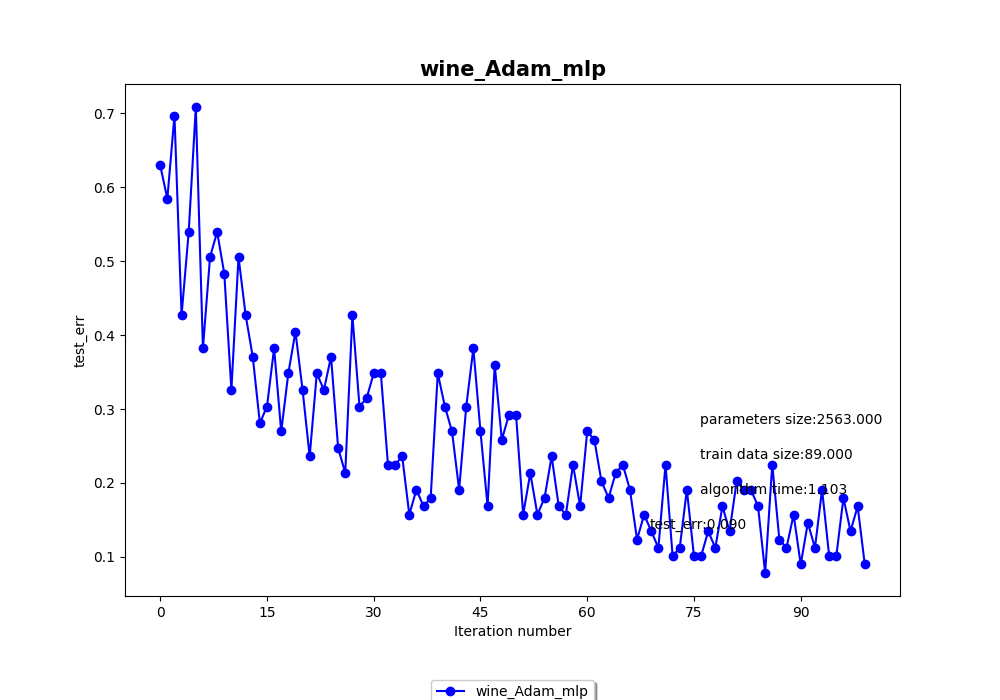 wine_Adam_mlp
0.7
0.6
0.5
0.4
0.3
0.2
0.1
test_err
parameters size:2563.000
train data size:89.000
algorithm time:1.103
test_err:0.090
0 15 30 45 60 75 90
Iteration number
wine_Adam_mlp